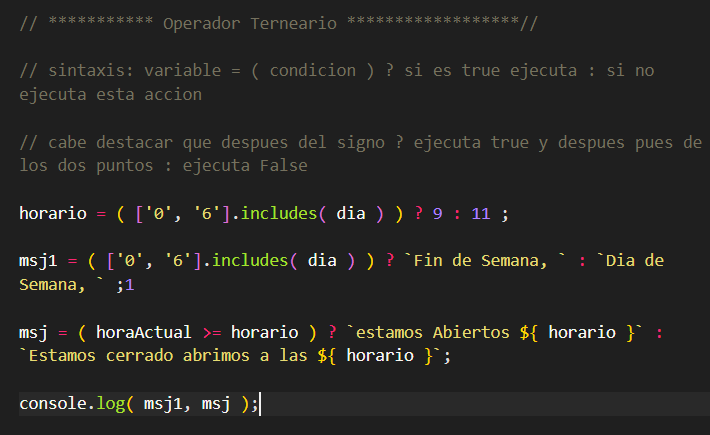 // *********** Operador Terneario ******************//
// sintaxis: variable = ( condicion ) ? si es true ejecuta : si no
ejecuta esta accion
// cabe destacar que despues del signo ? ejecuta true y despues pues de
los dos puntos : ejecuta False
horario = ( ['0', '6'].includes( dia ) ) ? 9 : 11 ;
msj1 = ( ['0', '6'].includes( dia ) ) ? `Fin de Semana, ` : `Dia de
Semana, ` ;1
msj = ( horaActual >= horario ) ? `estamos Abiertos ${ horario }` :
`Estamos cerrado abrimos a las ${ horario }`;
console.log( msj1, msj );